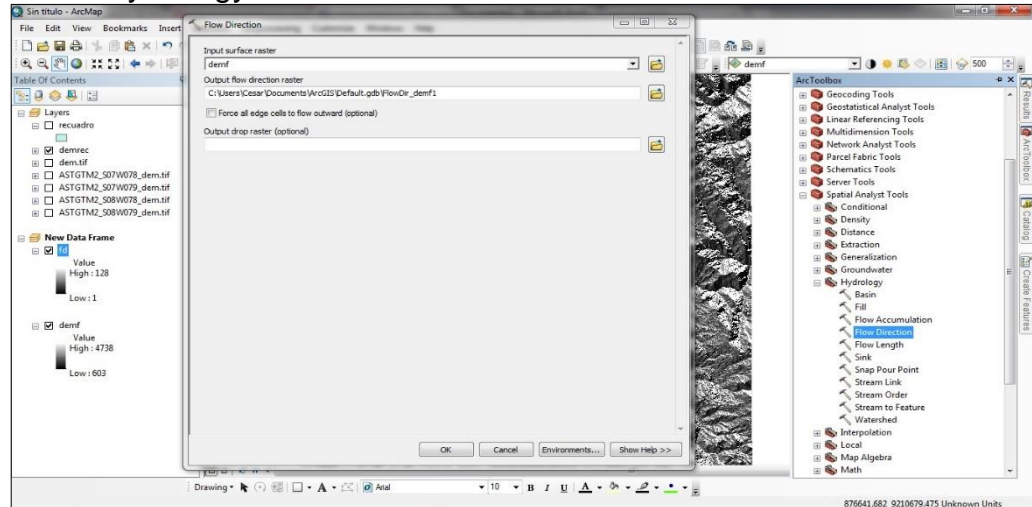 Sin título - ArcMap
File Edit View Bookmarks Insert
Flow Direction
Input surface raster
demf
Output flow direction raster
C:\Users\Cesar\Documents\ArcGIS\Default.gdb\FlowDir_demf1
Force all edge cells to flow outward (optional)
Output drop raster (optional)
OK Cancel Environments... Show Help >>
Table Of Contents
Layers
recuadro
demrec
dem.tif
ASTGTM2_S07W078_dem.tif
ASTGTM2_S07W079_dem.tif
ASTGTM2_S08W078_dem.tif
ASTGTM2_S08W079_dem.tif
New Data Frame
fd
Value
High : 128
Low : 1
demf
Value
High : 4738
Low : 603
demf
500
ArcToolbox
Geocoding Tools
Geostatistical Analyst Tools
Linear Referencing Tools
Multidimension Tools
Network Analyst Tools
Parcel Fabric Tools
Schematics Tools
Server Tools
Spatial Analyst Tools
Conditional
Density
Distance
Extraction
Generalization
Groundwater
Hydrology
Basin
Fill
Flow Accumulation
Flow Direction
Flow Length
Sink
Snap Pour Point
Stream Link
Stream Order
Stream to Feature
Watershed
Interpolation
Local
Map Algebra
Math
Results
ArcToolbox
Catalog
Create Features
Drawing
A
Arial
10
B I U A
876641,682 9210679,475 Unknown Units